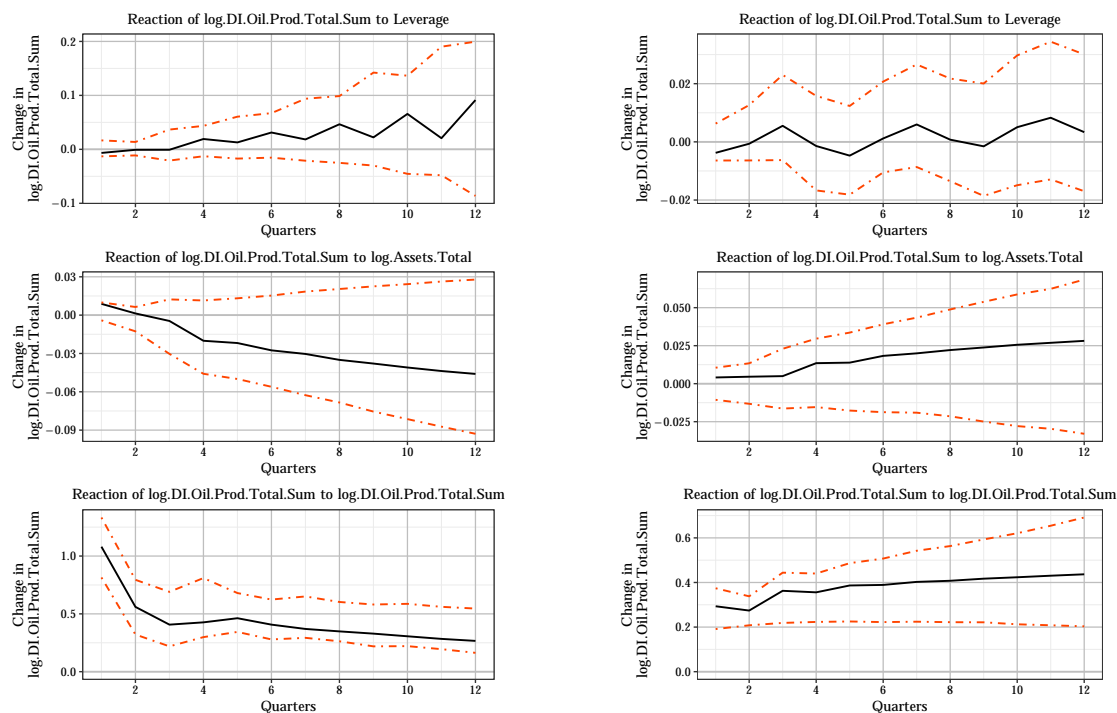 Reaction of log.DI.Oil.Prod.Total.Sum to Leverage
Change in
log.DI.Oil.Prod.Total.Sum
0.2
0.1
0.0
−0.1
2 4 6 8 10 12
Quarters
Reaction of log.DI.Oil.Prod.Total.Sum to Leverage
Change in
log.DI.Oil.Prod.Total.Sum
0.02
0.00
−0.02
2 4 6 8 10 12
Quarters
Reaction of log.DI.Oil.Prod.Total.Sum to log.Assets.Total
Change in
log.DI.Oil.Prod.Total.Sum
0.03
0.00
−0.03
−0.06
−0.09
2 4 6 8 10 12
Quarters
Reaction of log.DI.Oil.Prod.Total.Sum to log.Assets.Total
Change in
log.DI.Oil.Prod.Total.Sum
0.050
0.025
0.000
−0.025
2 4 6 8 10 12
Quarters
Reaction of log.DI.Oil.Prod.Total.Sum to log.DI.Oil.Prod.Total.Sum
Change in
log.DI.Oil.Prod.Total.Sum
1.0
0.5
0.0
2 4 6 8 10 12
Quarters
Reaction of log.DI.Oil.Prod.Total.Sum to log.DI.Oil.Prod.Total.Sum
Change in
log.DI.Oil.Prod.Total.Sum
0.6
0.4
0.2
0.0
2 4 6 8 10 12
Quarters